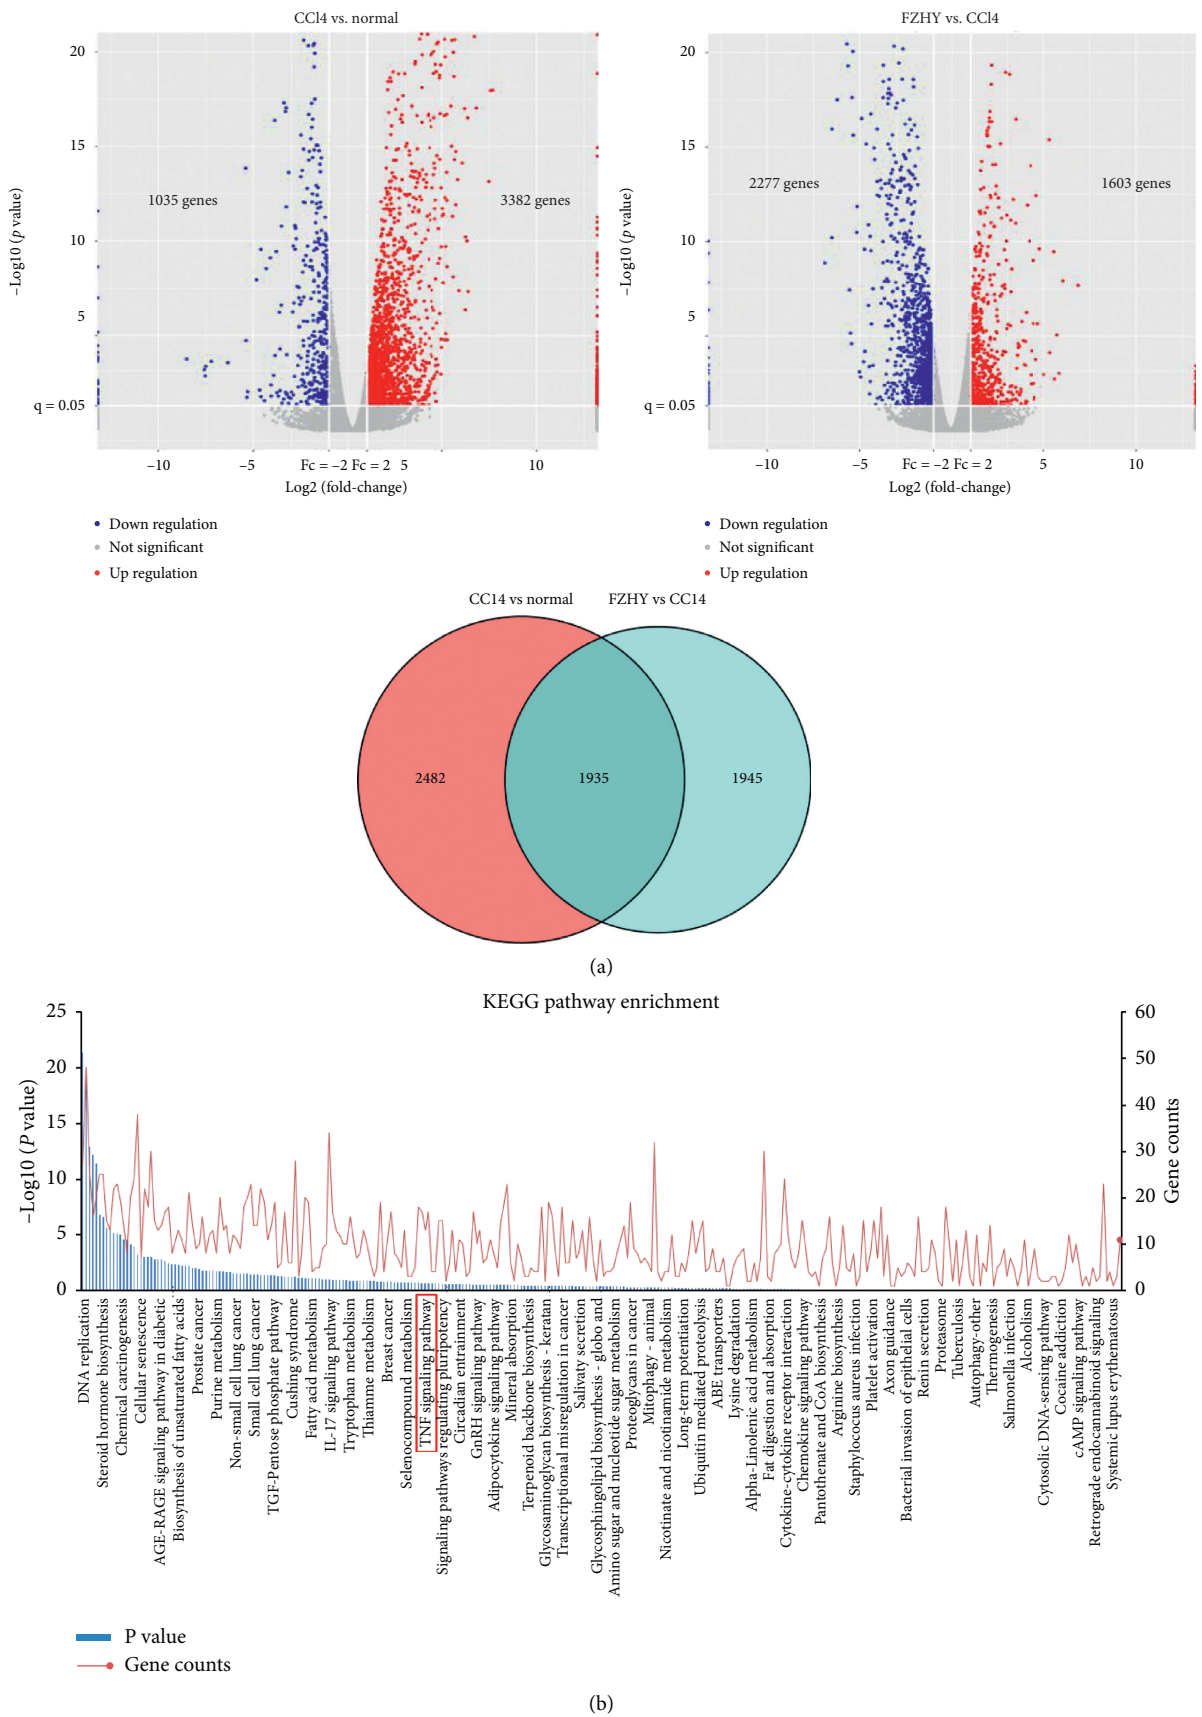 CCl4 vs. normal
20
15
10
5
q = 0.05
−Log10 (p value)
1035 genes
3382 genes
−10
−5
Fc = −2
Fc = 2
5
10
Log2 (fold-change)
Down regulation
Not significant
Up regulation
FZHY vs. CCl4
20
15
10
5
q = 0.05
−Log10 (p value)
2277 genes
1603 genes
−10
−5
Fc = −2
Fc = 2
5
10
Log2 (fold-change)
Down regulation
Not significant
Up regulation
CC14 vs normal
FZHY vs CC14
2482
1935
1945
(a)
KEGG pathway enrichment
25
20
15
10
5
0
−Log10 (P value)
60
50
40
30
20
10
0
Gene counts
DNA replication
Steroid hormone biosynthesis
Chemical carcinogenesis
Cellular senescence
AGE-RAGE signaling pathway in diabetic
Biosynthesis of unsaturated fatty acids
Prostate cancer
Purine metabolism
Non-small cell lung cancer
Small cell lung cancer
TGF-Pentose phosphate pathway
Cushing syndrome
Fatty acid metabolism
IL-17 signaling pathway
Tryptophan metabolism
Thiamine metabolism
Breast cancer
Selenocompound metabolism
TNF signaling pathway
Signaling pathways regulating pluripotency
Circadian entrainment
GnRH signaling pathway
Adipocytokine signaling pathway
Mineral absorption
Terpenoid backbone biosynthesis
Glycosaminoglycan biosynthesis - keratan
Transcriptionaal misregulation in cancer
Salivaty secretion
Glycosphingolipid biosynthesis - globo and
Amino sugar and nucleotide sugar metabolism
Proteoglycans in cancer
Mitophagy - animal
Nicotinate and nicotinamide metabolism
Long-term potentiation
Ubiquitin mediated proteolysis
ABE transporters
Lysine degradation
Alpha-Linolenic acid metabolism
Fat digestion and absorption
Cytokine-cytokine receptor interaction
Chemokine signaling pathway
Pantothenate and CoA biosynthesis
Arginine biosynthesis
Staphylococcus aureus infection
Platelet activation
Axon guidance
Bacterial invasion of epithelial cells
Renin secretion
Proteasome
Tuberculosis
Autophagy-other
Thermogenesis
Salmonella infection
Alcoholism
Cytosolic DNA-sensing pathway
Cocaine addiction
cAMP signaling pathway
Retrograde endocannabinoid signaling
Systemic lupus erythematosus
P value
Gene counts
(b)